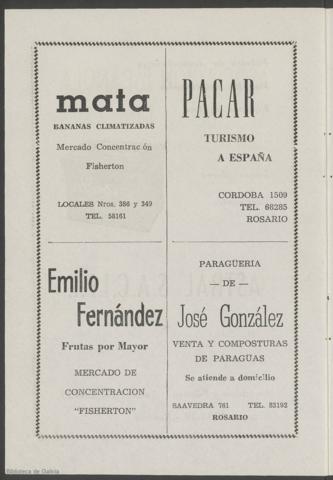 mata
BANANAS CLIMATIZADAS
Mercado Concentrac ón
Fisherton
LOCALES Nros. 386 y 349
TEL. 58161
PACAR
TURISMO
A ESPAÑA
CORDOBA 1509
TEL. 68285
ROSARIO
Emilio
Fernández
Frutas por Mayor
MERCADO DE
CONCENTRACION
"FISHERTON"
PARAGÜERIA
— DE —
José González
VENTA Y COMPOSTURAS
DE PARAGUAS
Se atiende a domicilio
SAAVEDRA 761 TEL. 83192
ROSARIO
Biblioteca de Galicia